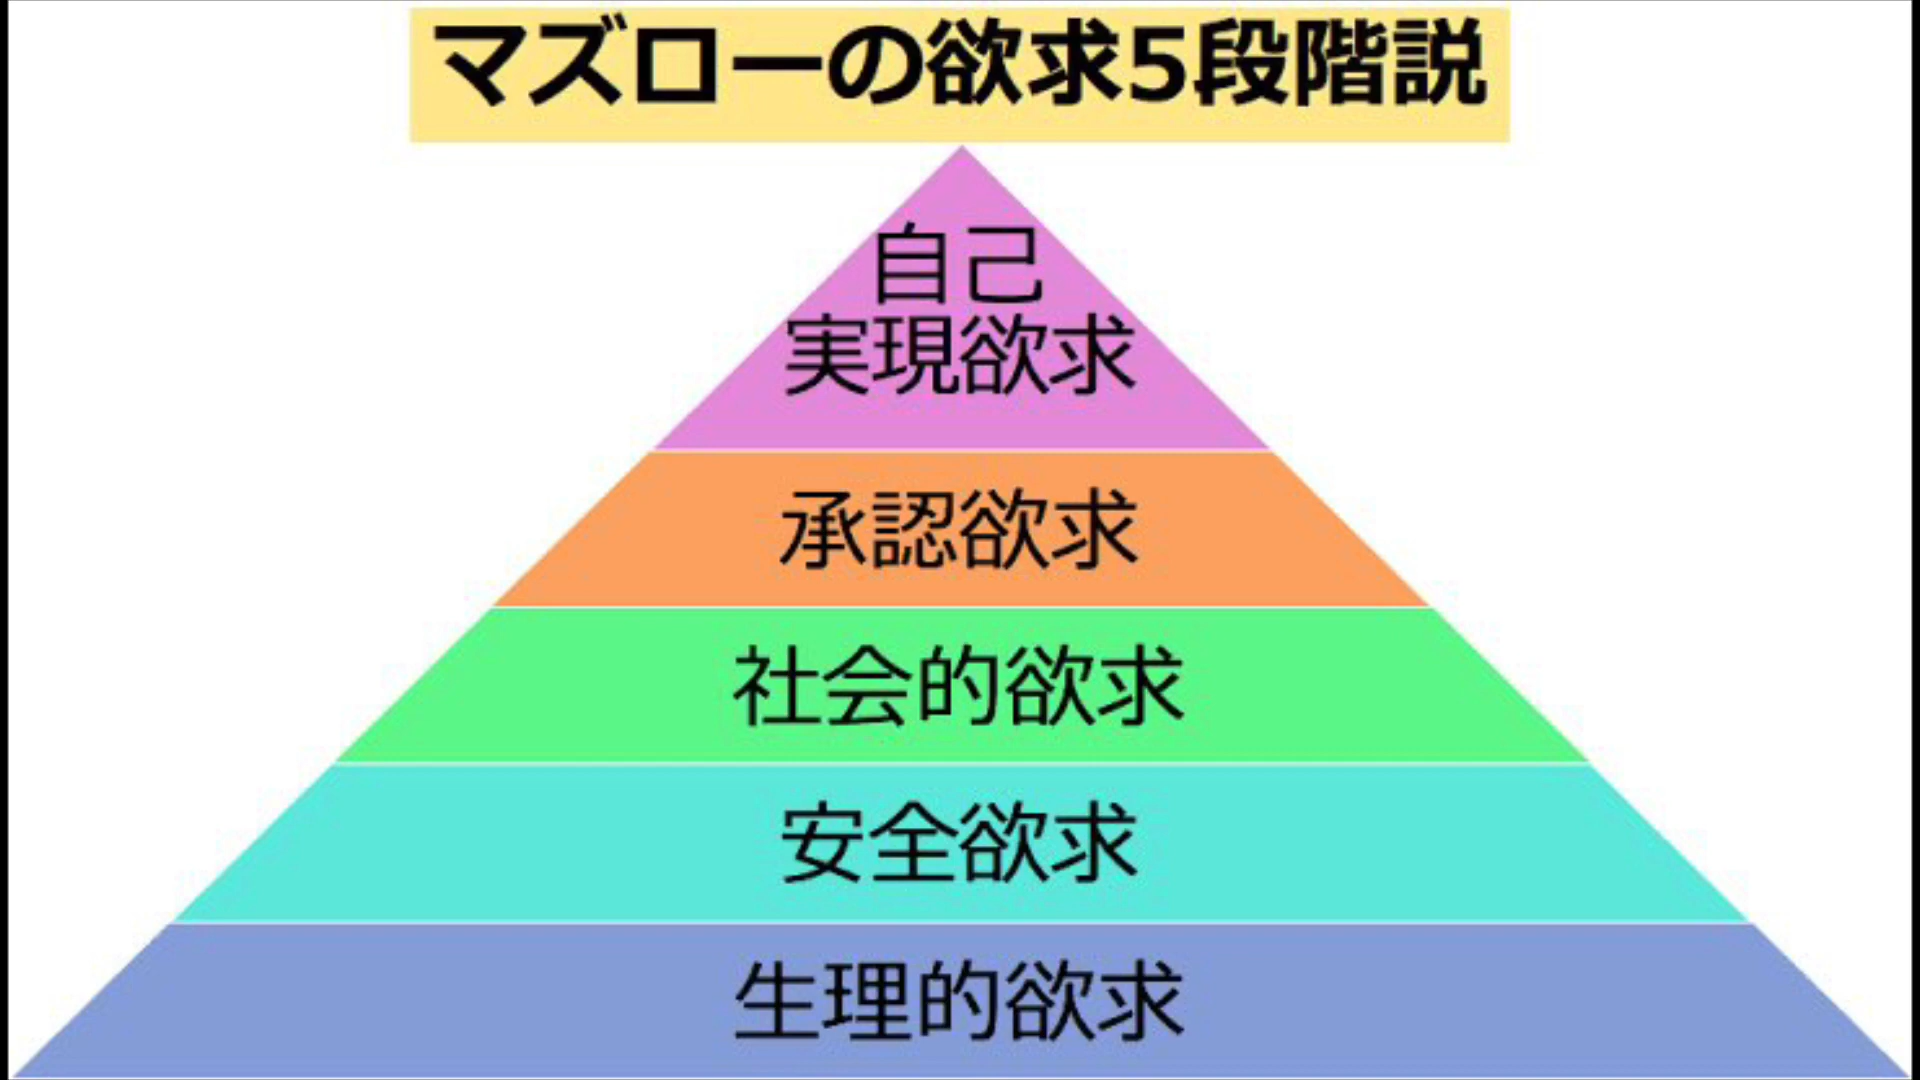 マズローの欲求5段階説
自己
実現欲求
承認欲求
社会的欲求
安全欲求
生理的欲求